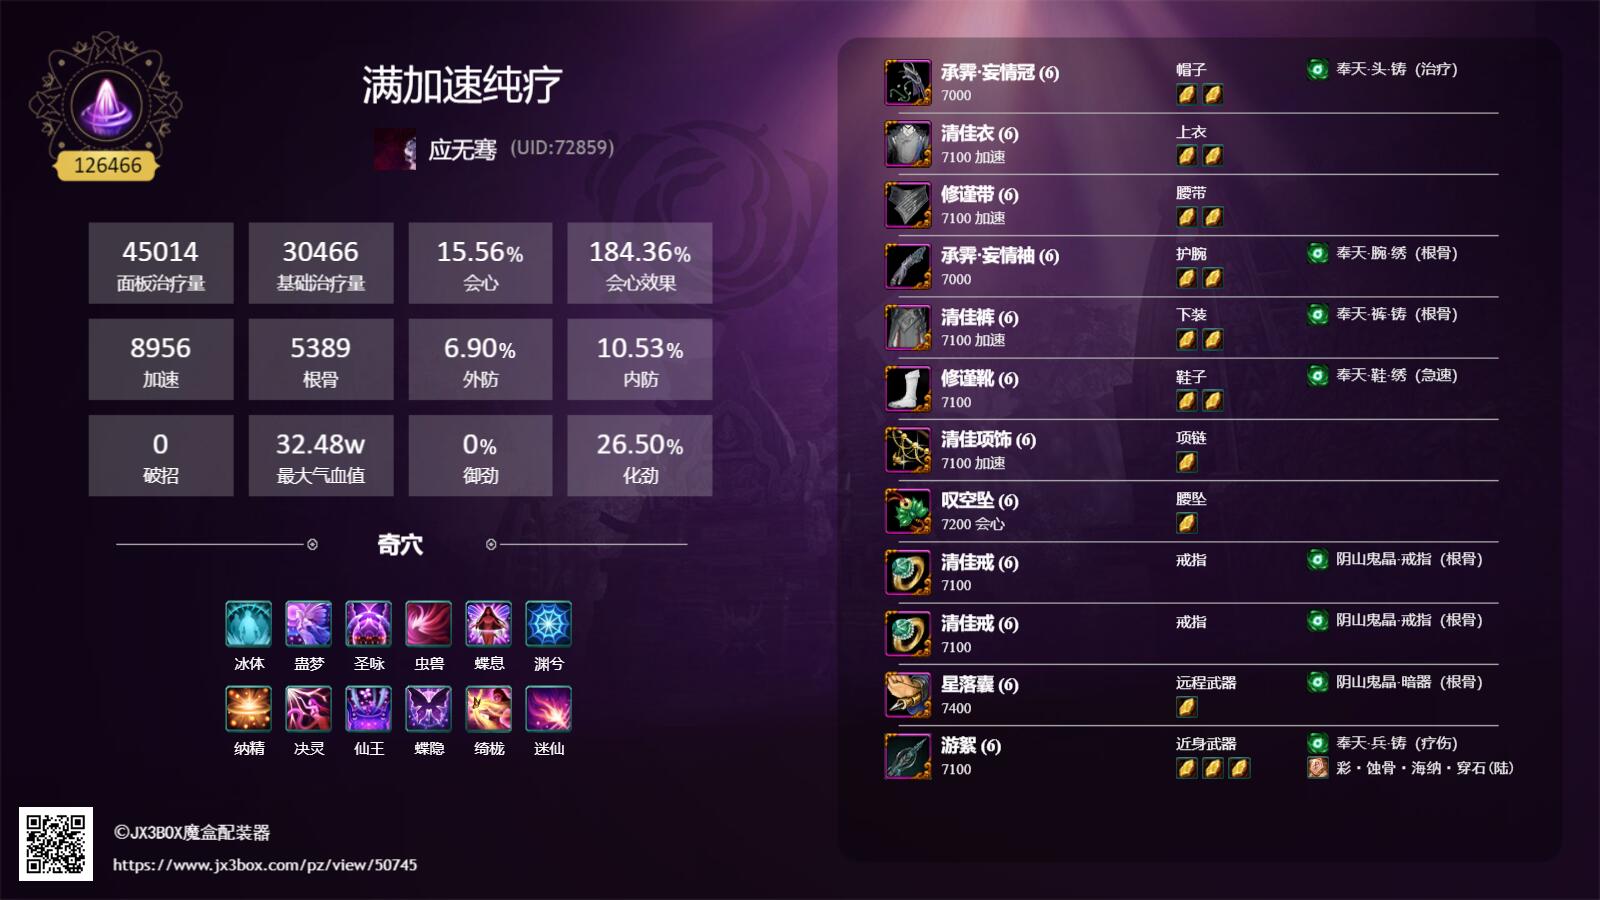 满加速纯疗
应无骞 (UID:72859)
126466
45014
面板治疗量
30466
基础治疗量
15.56%
会心
184.36%
会心效果
8956
加速
5389
根骨
6.90%
外防
10.53%
内防
0
破招
32.48w
最大气血值
0%
御劲
26.50%
化劲
奇穴
冰体 蛊梦 圣咏 虫兽 蝶息 渊兮
纳精 决灵 仙王 蝶隐 绮栊 迷仙
©JX3BOX魔盒配装器
https://www.jx3box.com/pz/view/50745
承霁·妄情冠 (6)
7000
帽子
奉天·头·铸 (治疗)
清佳衣 (6)
7100 加速
上衣
修谨带 (6)
7100 加速
腰带
承霁·妄情袖 (6)
7000
护腕
奉天·腕·绣 (根骨)
清佳裤 (6)
7100 加速
下装
奉天·裤·铸 (根骨)
修谨靴 (6)
7100
鞋子
奉天·鞋·绣 (急速)
清佳项饰 (6)
7100 加速
项链
叹空坠 (6)
7200 会心
腰坠
清佳戒 (6)
7100
戒指
阴山鬼晶·戒指 (根骨)
清佳戒 (6)
7100
戒指
阴山鬼晶·戒指 (根骨)
星落囊 (6)
7400
远程武器
阴山鬼晶·暗器 (根骨)
游絮 (6)
7100
近身武器
奉天·兵·铸 (疗伤)
彩·蚀骨·海纳·穿石(陆)